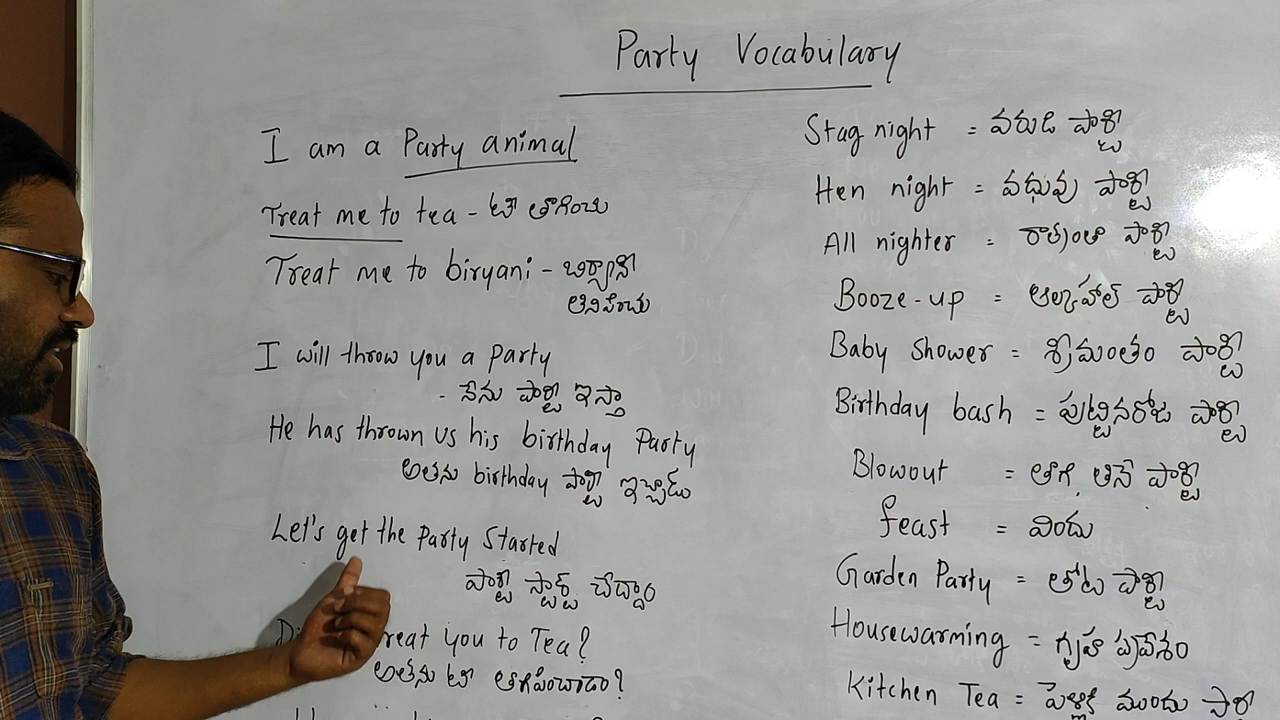 Party Vocabulary
I am a Party animal
Treat me to tea - టీ తాగించు
Treat me to biryani - బిర్యానీ
తినిపించు
I will throw you a party
- నేను పార్టీ ఇస్తా
He has thrown us his birthday Party
అతను birthday పార్టీ ఇచ్చాడు
Let's get the Party Started
పార్టీ స్టార్ట్ చేద్దాం
reat you to Tea?
అతను టీ తాగిపించాడా?
Stag night = వరుడి పార్టీ
Hen night = వధువు పార్టీ
All nighter = రాత్రంతా పార్టీ
Booze-up = ఆల్కహాల్ పార్టీ
Baby Shower = శ్రీమంతం పార్టీ
Birthday bash = పుట్టినరోజు పార్టీ
Blowout = తాగే, తినే పార్టీ
feast = విందు
Garden Party = తోట పార్టీ
Housewarming = గృహ ప్రవేశం
Kitchen Tea = పెళ్లికి ముందు పార్టీ